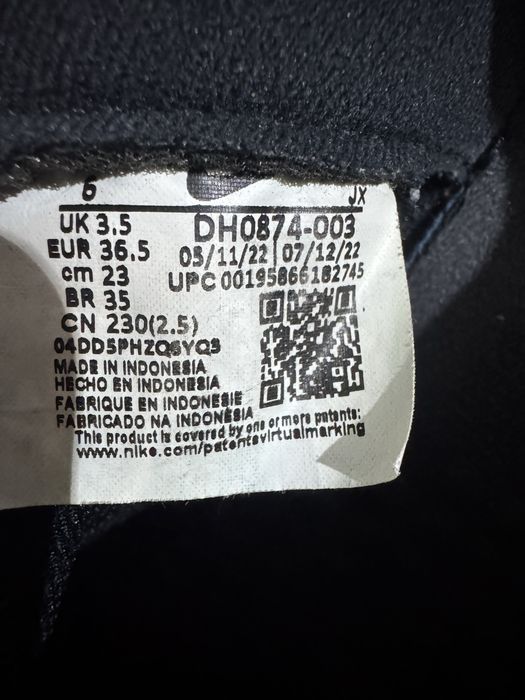 6 JX
UK 3.5 DH0874-003
EUR 36.5 05/11/22 07/12/22
cm 23 UPC 00195866182745
BR 35
CN 230(2.5)
04DD5PHZQ6YQ3
MADE IN INDONESIA
HECHO EN INDONESIA
FABRIQUE EN INDONESIE
FABRICADO NA INDONÉSIA
This product is covered by one or more patents:
www.nike.com/patentsvirtualmarking